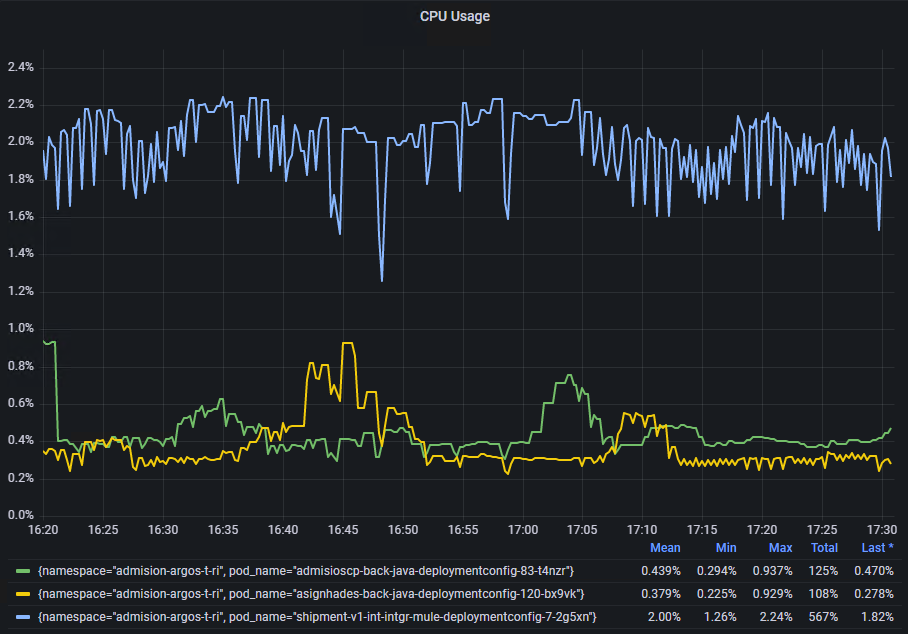 CPU Usage
2.4%
2.2%
2.0%
1.8%
1.6%
1.4%
1.2%
1.0%
0.8%
0.6%
0.4%
0.2%
0.0%
16:20 16:25 16:30 16:35 16:40 16:45 16:50 16:55 17:00 17:05 17:10 17:15 17:20 17:25 17:30
Mean Min Max Total Last *
{namespace="admision-argos-t-ri", pod_name="admisioscp-back-java-deploymentconfig-83-t4nzr"} 0.439% 0.294% 0.937% 125% 0.470%
{namespace="admision-argos-t-ri", pod_name="asignhades-back-java-deploymentconfig-120-bx9vk"} 0.379% 0.225% 0.929% 108% 0.278%
{namespace="admision-argos-t-ri", pod_name="shipment-v1-int-intgr-mule-deploymentconfig-7-2g5xn"} 2.00% 1.26% 2.24% 567% 1.82%